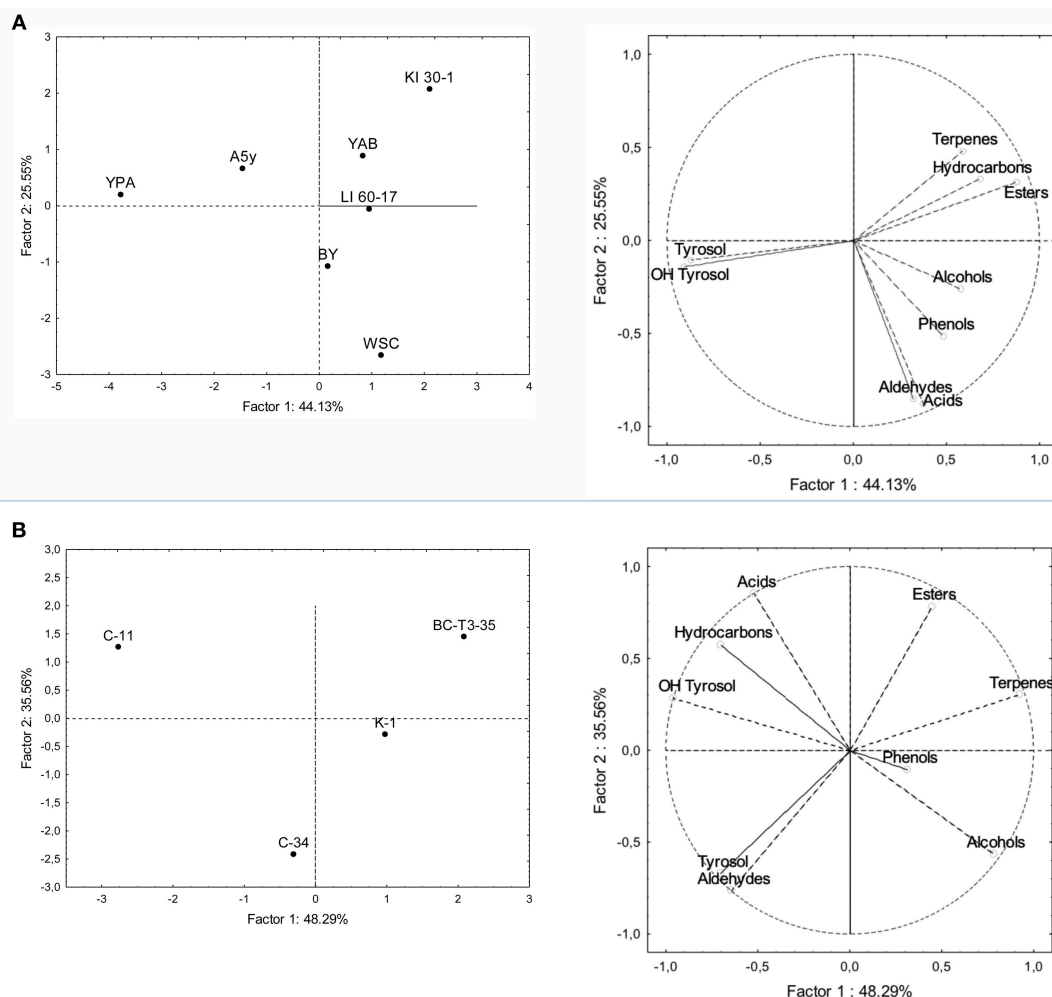 A
3
2
1
0
-1
-2
-3
-5
-4
-3
-2
-1
0
1
2
3
4
Factor 2: 25.55%
Factor 1: 44.13%
KI 30-1
YAB
A5y
YPA
LI 60-17
BY
WSC
1,0
0,5
0,0
-0,5
-1,0
-1,0
-0,5
0,0
0,5
1,0
Factor 2 : 25.55%
Factor 1 : 44.13%
Terpenes
Hydrocarbons
Esters
Tyrosol
OH Tyrosol
Alcohols
Phenols
Aldehydes
Acids
B
3,0
2,5
2,0
1,5
1,0
0,5
0,0
-0,5
-1,0
-1,5
-2,0
-2,5
-3,0
-3
-2
-1
0
1
2
3
Factor 2: 35.56%
Factor 1: 48.29%
C-11
BC-T3-35
K-1
C-34
1,0
0,5
0,0
-0,5
-1,0
-1,0
-0,5
0,0
0,5
1,0
Factor 2 : 35.56%
Factor 1 : 48.29%
Acids
Esters
Hydrocarbons
OH Tyrosol
Terpenes
Phenols
Alcohols
Tyrosol
Aldehydes